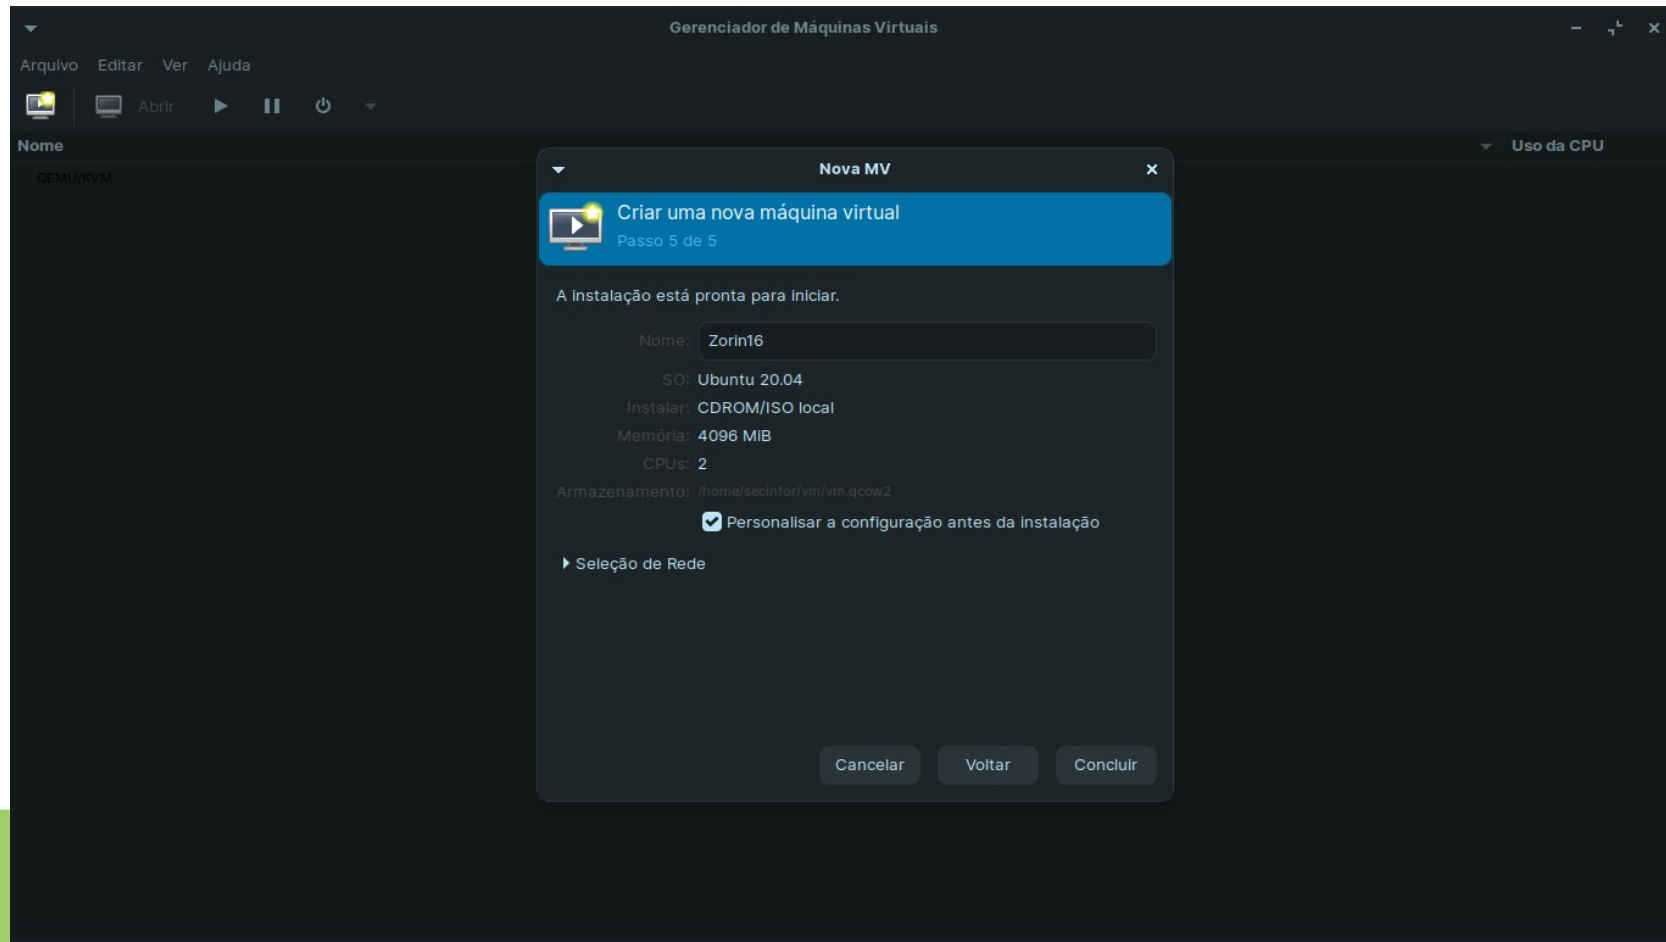 Gerenciador de Máquinas Virtuais
Arquivo Editar Ver Ajuda
Abrir
Nome Uso da CPU
QEMU/KVM
Nova MV
Criar uma nova máquina virtual
Passo 5 de 5
A instalação está pronta para iniciar.
Nome: Zorin16
SO: Ubuntu 20.04
Instalar: CDROM/ISO local
Memória: 4096 MiB
CPUs: 2
Armazenamento: /home/secinfor/vm/vm.qcow2
Personalisar a configuração antes da instalação
Seleção de Rede
Cancelar Voltar Concluir